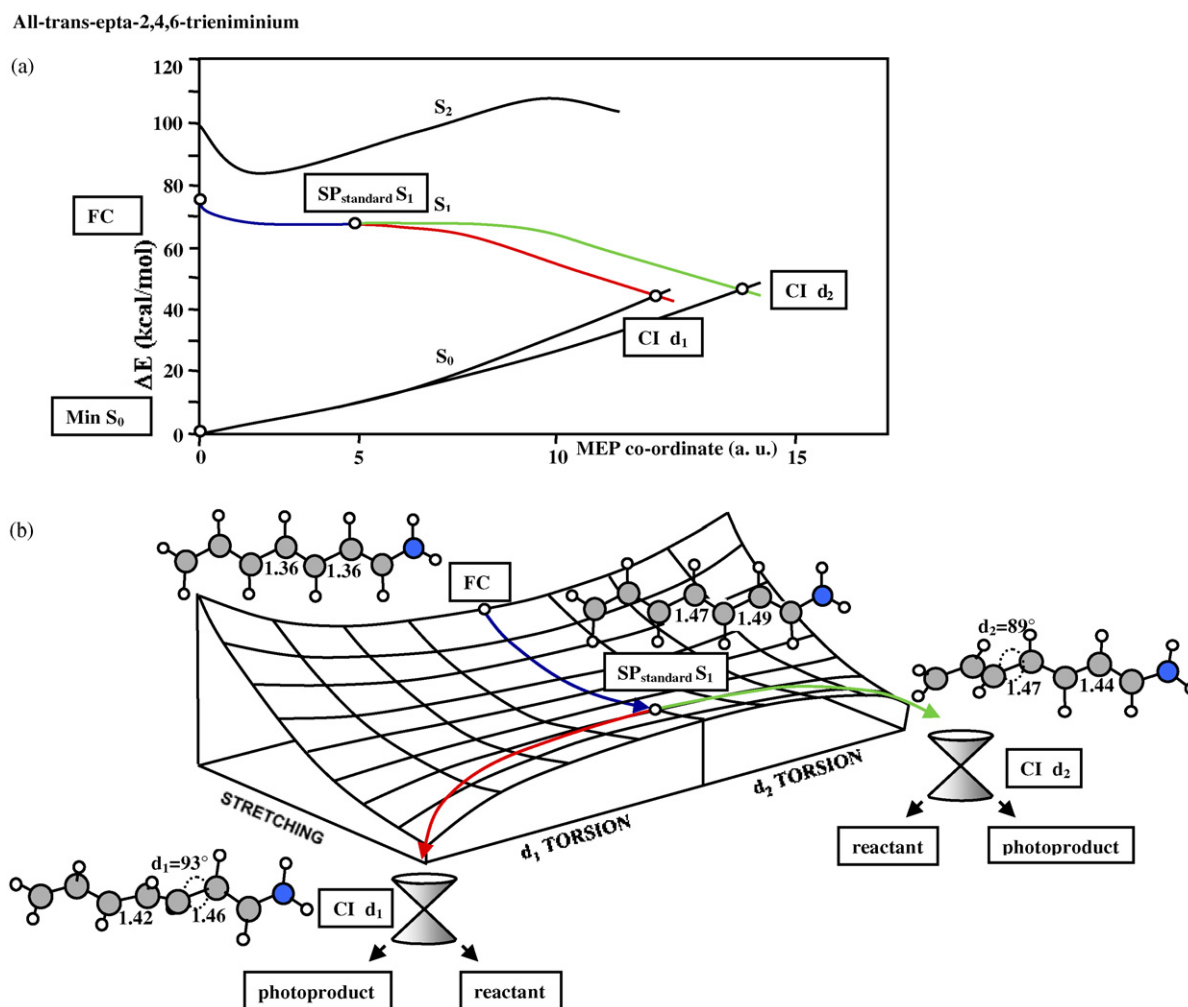 All-trans-epta-2,4,6-trieniminium
(a)
120
100
80
60
40
20
0
ΔE (kcal/mol)
FC
Min S0
S2
SPstandard S1
S1
S0
CI d1
CI d2
0
5
10
15
MEP co-ordinate (a. u.)
(b)
1.36 1.36
FC
1.47 1.49
SPstandard S1
d2=89°
1.47 1.44
CI d2
reactant
photoproduct
STRETCHING
d1 TORSION
d2 TORSION
d1=93°
1.42 1.46
CI d1
photoproduct
reactant